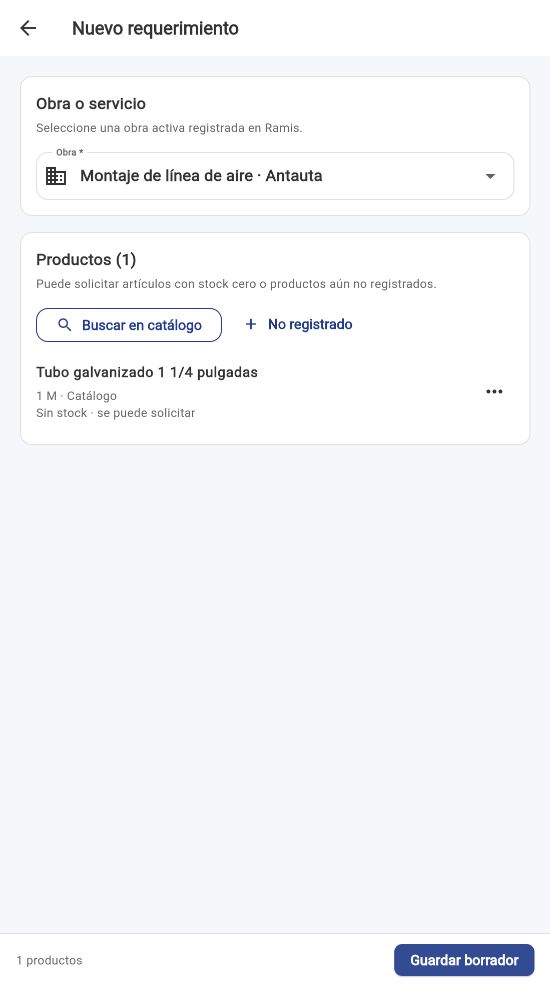 Nuevo requerimiento
Obra o servicio
Seleccione una obra activa registrada en Ramis.
Obra *
Montaje de línea de aire · Antauta
Productos (1)
Puede solicitar artículos con stock cero o productos aún no registrados.
Buscar en catálogo
+ No registrado
Tubo galvanizado 1 1/4 pulgadas
1 M · Catálogo
Sin stock · se puede solicitar
1 productos
Guardar borrador